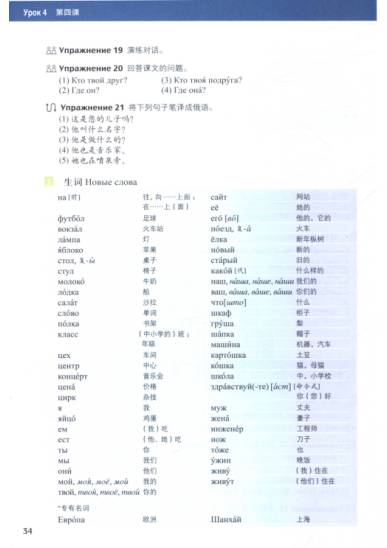 Урок 4 第四课
Упражнение 19 演练对话。
Упражнение 20 回答课文的问题。
(1) Кто твой друг? (3) Кто твоя подру́га?
(2) Где он? (4) Где она́?
Упражнение 21 将下列句子笔译成俄语。
(1) 这是您的儿子吗？
(2) 他叫什么名字？
(3) 他是做什么的？
(4) 他也是音乐家。
(5) 她也在喷泉旁。
生词 Новые слова
на [前] 往，向……上面； сайт 网站
在……上（面） её 她的
футбо́л 足球 его́ [во́] 他的，它的
вокза́л 火车站 по́езд, 复-а́ 火车
ла́мпа 灯 ёлка 新年枞树
я́блоко 苹果 но́вый 新的
стол, 复-ы́ 桌子 ста́рый 旧的
стул 椅子 како́й [代] 什么样的
молоко́ 牛奶 наш, на́ша, на́ше, на́ши 我们的
ло́дка 船 ваш, ва́ша, ва́ше, ва́ши 你们的
сала́т 沙拉 что[што] 什么
сло́во 单词 шкаф 柜子
по́лка 书架 гру́ша 梨
класс （中小学的）班； ша́пка 帽子
年级 маши́на 机器，汽车
цех 车间 карто́шка 土豆
центр 中心 ко́шка 猫，母猫
конце́рт 音乐会 шко́ла 中，小学校
цена́ 价格 здра́вствуй(-те) [а́ст] [命令式]
цирк 杂技 你（您）好
я 我 муж 丈夫
яйцо́ 鸡蛋 жена́ 妻子
ем （我）吃 инжене́р 工程师
ест （他，她）吃 нож 刀子
ты 你 то́же 也
мы 我们 у́жин 晚饭
они́ 他们 живу́ （我）住在
мой, моя́, моё, мои́ 我的 живу́т （他们）住在
твой, твоя́, твоё, твои́ 你的
*专有名词
Евро́па 欧洲 Шанха́й 上海
34